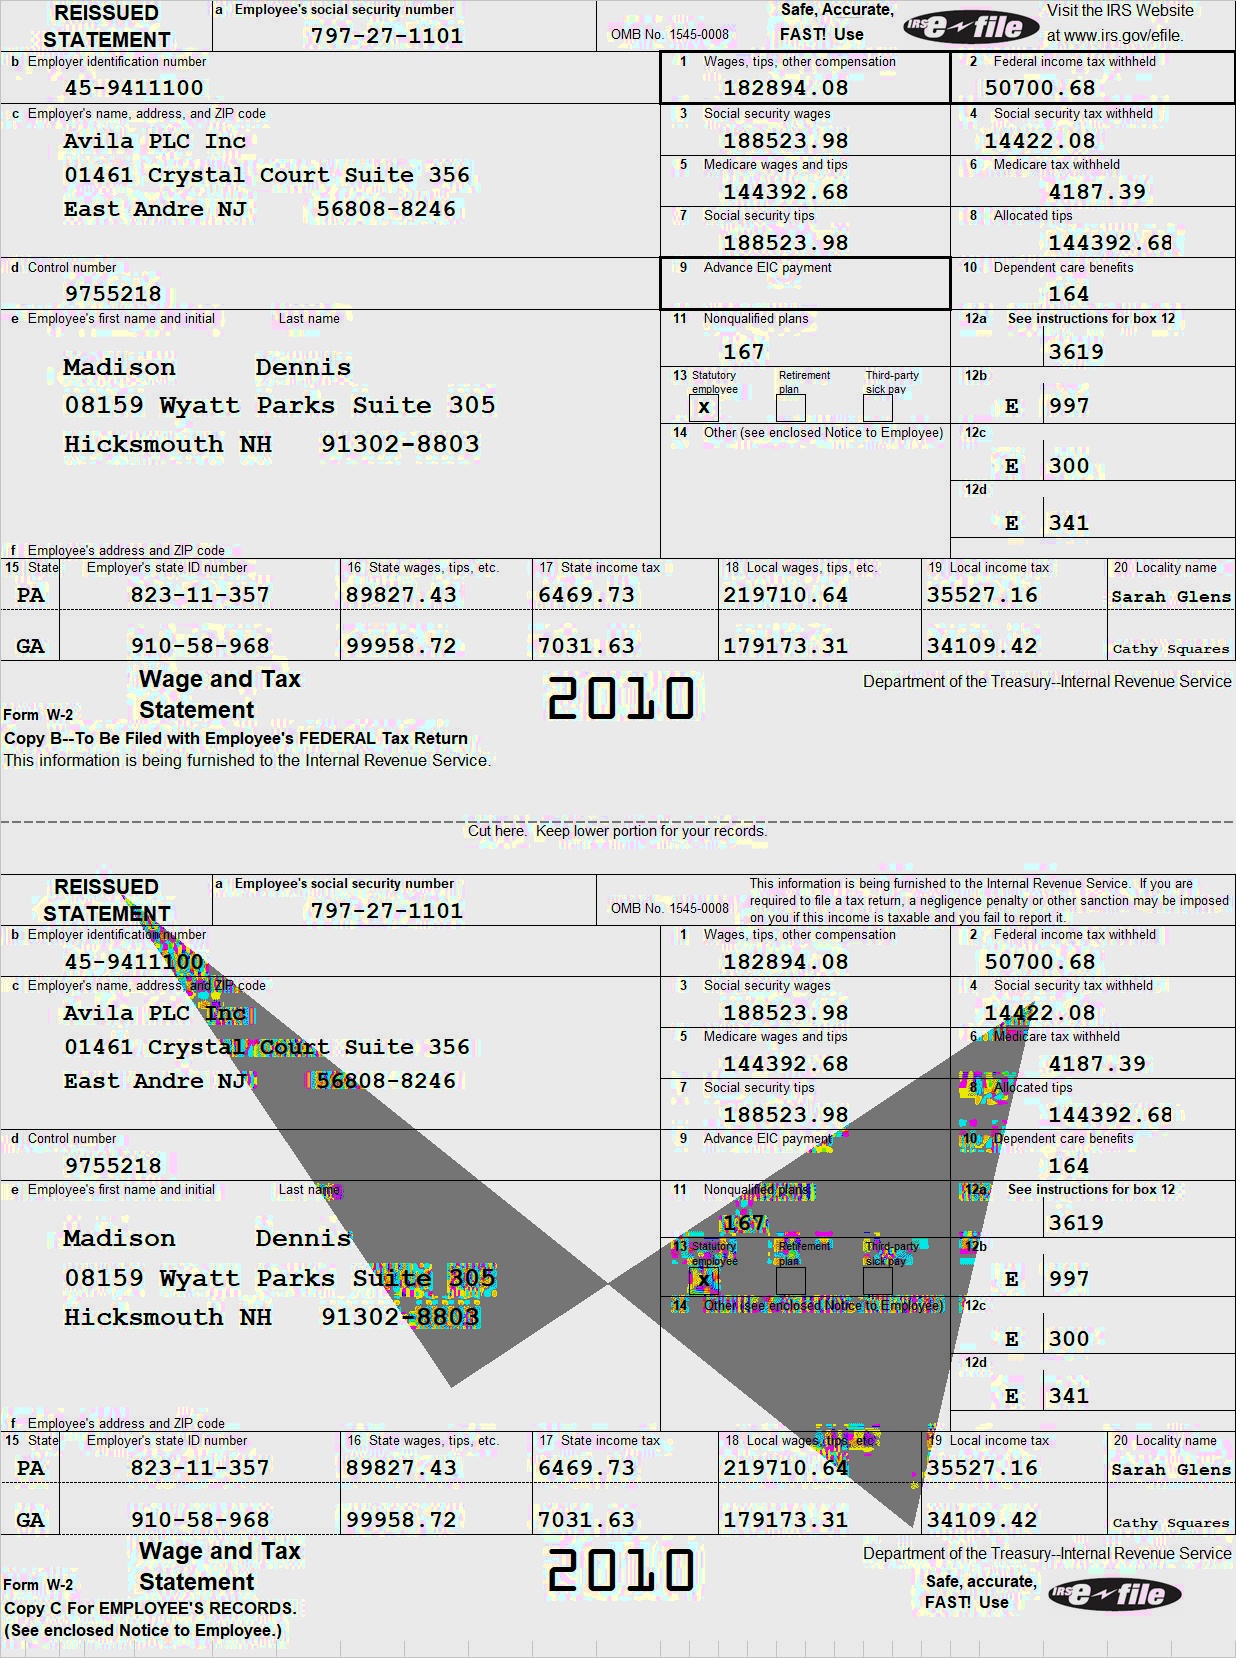 REISSUED STATEMENT
a Employee's social security number
797-27-1101
OMB No. 1545-0008
Safe, Accurate, FAST! Use
IRS e-file
Visit the IRS Website at www.irs.gov/efile.
b Employer identification number
45-9411100
1 Wages, tips, other compensation
182894.08
2 Federal income tax withheld
50700.68
c Employer's name, address, and ZIP code
Avila PLC Inc
01461 Crystal Court Suite 356
East Andre NJ 56808-8246
3 Social security wages
188523.98
4 Social security tax withheld
14422.08
5 Medicare wages and tips
144392.68
6 Medicare tax withheld
4187.39
7 Social security tips
188523.98
8 Allocated tips
144392.68
d Control number
9755218
9 Advance EIC payment
10 Dependent care benefits
164
e Employee's first name and initial Last name
Madison Dennis
08159 Wyatt Parks Suite 305
Hicksmouth NH 91302-8803
11 Nonqualified plans
167
12a See instructions for box 12
3619
13 Statutory employee
Retirement plan
Third-party sick pay
X
12b
E 997
14 Other (see enclosed Notice to Employee)
12c
E 300
12d
E 341
f Employee's address and ZIP code
15 State Employer's state ID number 16 State wages, tips, etc. 17 State income tax 18 Local wages, tips, etc. 19 Local income tax 20 Locality name
PA 823-11-357 89827.43 6469.73 219710.64 35527.16 Sarah Glens
GA 910-58-968 99958.72 7031.63 179173.31 34109.42 Cathy Squares
Form W-2 Wage and Tax Statement
2010
Department of the Treasury--Internal Revenue Service
Copy B--To Be Filed with Employee's FEDERAL Tax Return
This information is being furnished to the Internal Revenue Service.
Cut here. Keep lower portion for your records.
REISSUED STATEMENT
a Employee's social security number
797-27-1101
OMB No. 1545-0008
This information is being furnished to the Internal Revenue Service. If you are
required to file a tax return, a negligence penalty or other sanction may be imposed
on you if this income is taxable and you fail to report it.
b Employer identification number
45-9411100
1 Wages, tips, other compensation
182894.08
2 Federal income tax withheld
50700.68
c Employer's name, address, and ZIP code
Avila PLC Inc
01461 Crystal Court Suite 356
East Andre NJ 56808-8246
3 Social security wages
188523.98
4 Social security tax withheld
14422.08
5 Medicare wages and tips
144392.68
6 Medicare tax withheld
4187.39
7 Social security tips
188523.98
8 Allocated tips
144392.68
d Control number
9755218
9 Advance EIC payment
10 Dependent care benefits
164
e Employee's first name and initial Last name
Madison Dennis
08159 Wyatt Parks Suite 305
Hicksmouth NH 91302-8803
11 Nonqualified plans
167
12a See instructions for box 12
3619
13 Statutory employee
Retirement plan
Third-party sick pay
X
12b
E 997
14 Other (see enclosed Notice to Employee)
12c
E 300
12d
E 341
f Employee's address and ZIP code
15 State Employer's state ID number 16 State wages, tips, etc. 17 State income tax 18 Local wages, tips, etc. 19 Local income tax 20 Locality name
PA 823-11-357 89827.43 6469.73 219710.64 35527.16 Sarah Glens
GA 910-58-968 99958.72 7031.63 179173.31 34109.42 Cathy Squares
Form W-2 Wage and Tax Statement
2010
Department of the Treasury--Internal Revenue Service
Safe, accurate, FAST! Use
IRS e-file
Copy C For EMPLOYEE'S RECORDS.
(See enclosed Notice to Employee.)